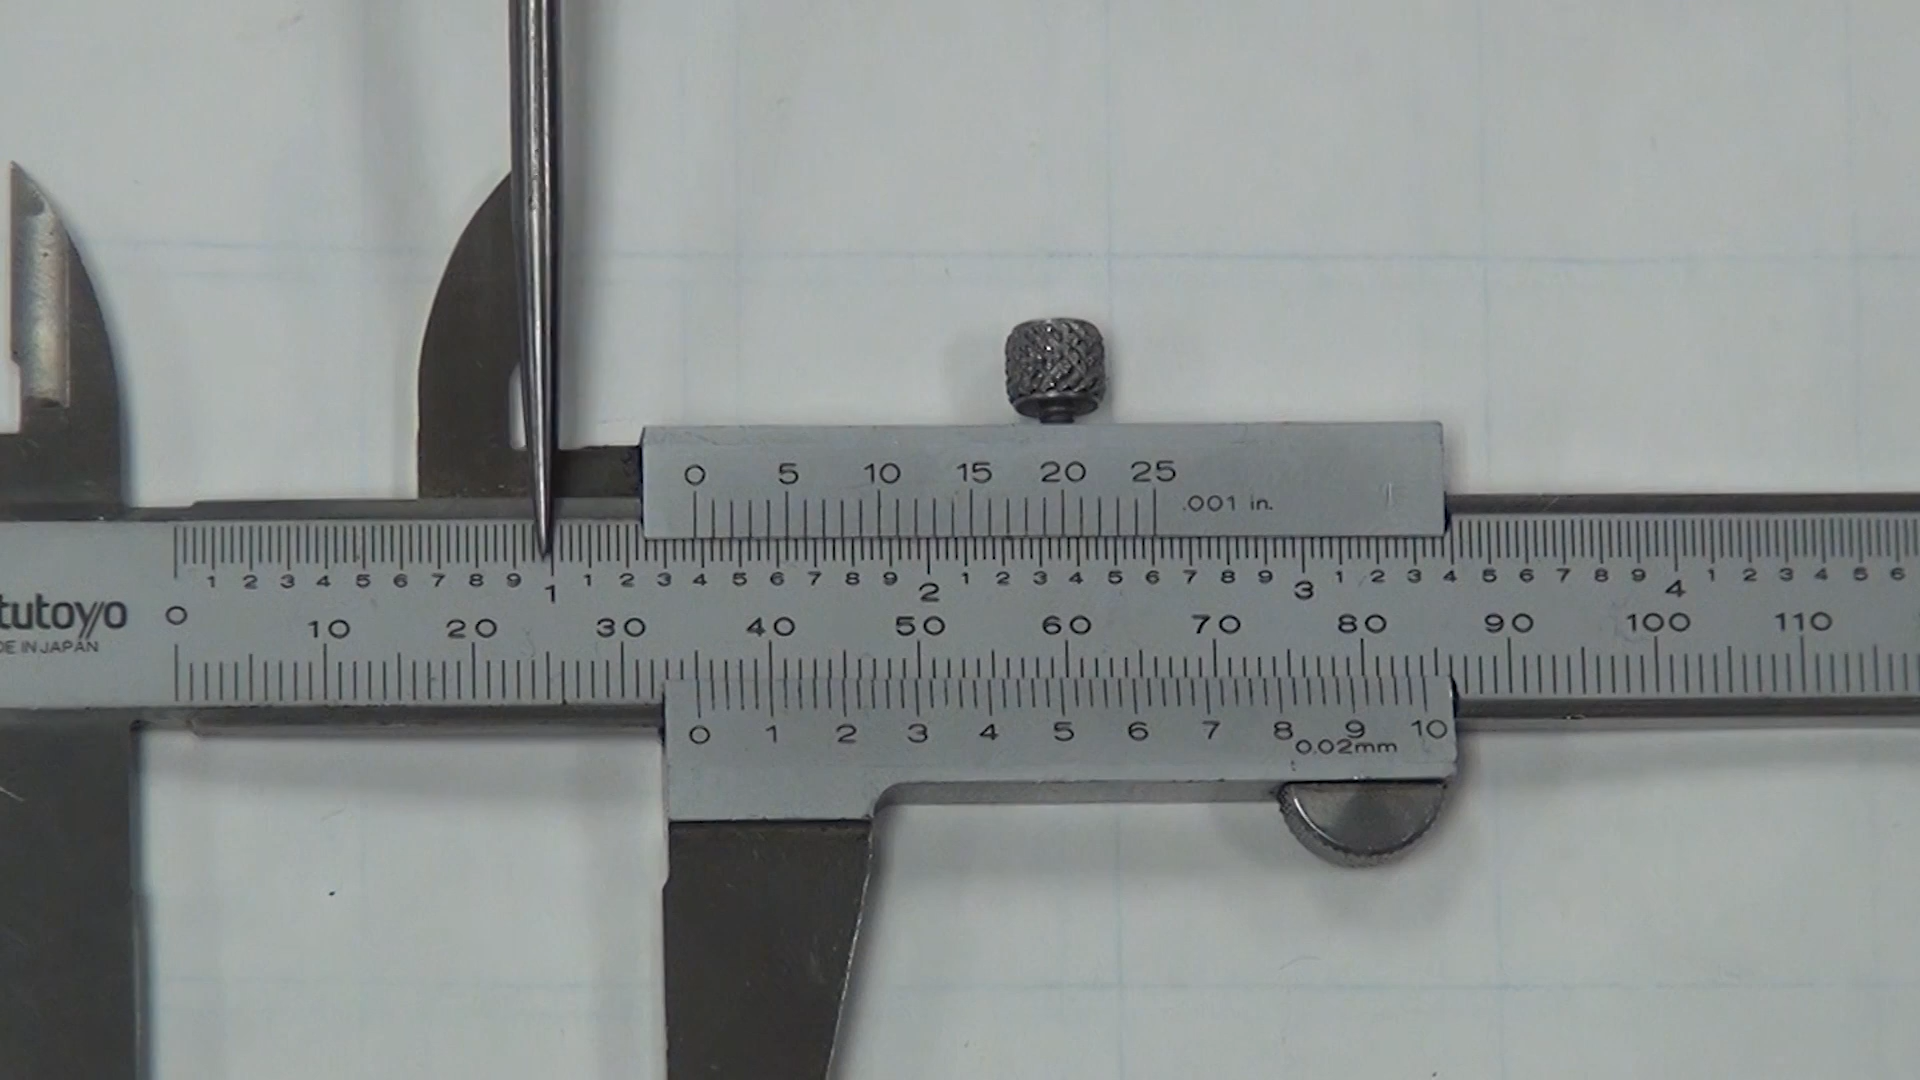 0 5 10 15 20 25
.001 in.
1 2 3 4 5 6 7 8 9 1 1 2 3 4 5 6 7 8 9 2 1 2 3 4 5 6 7 8 9 3 1 2 3 4 5 6 7 8 9 4 1 2 3 4 5 6
tutoyo
0 10 20 30 40 50 60 70 80 90 100 110
DE IN JAPAN
0 1 2 3 4 5 6 7 8 9 10
0.02mm